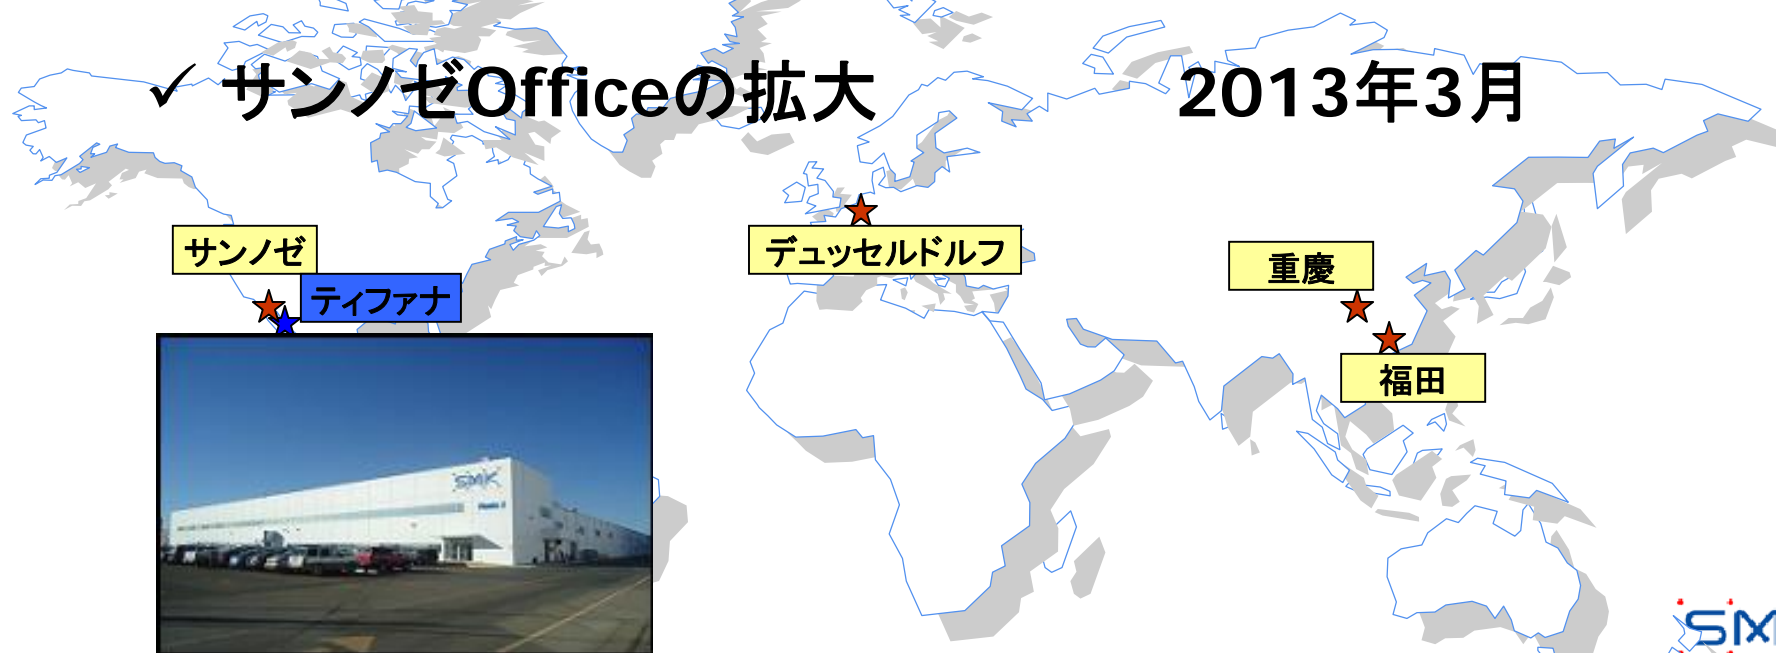 ✓ サンノゼOfficeの拡大 2013年3月
サンノゼ
ティファナ
デュッセルドルフ
重慶
福田
SMK